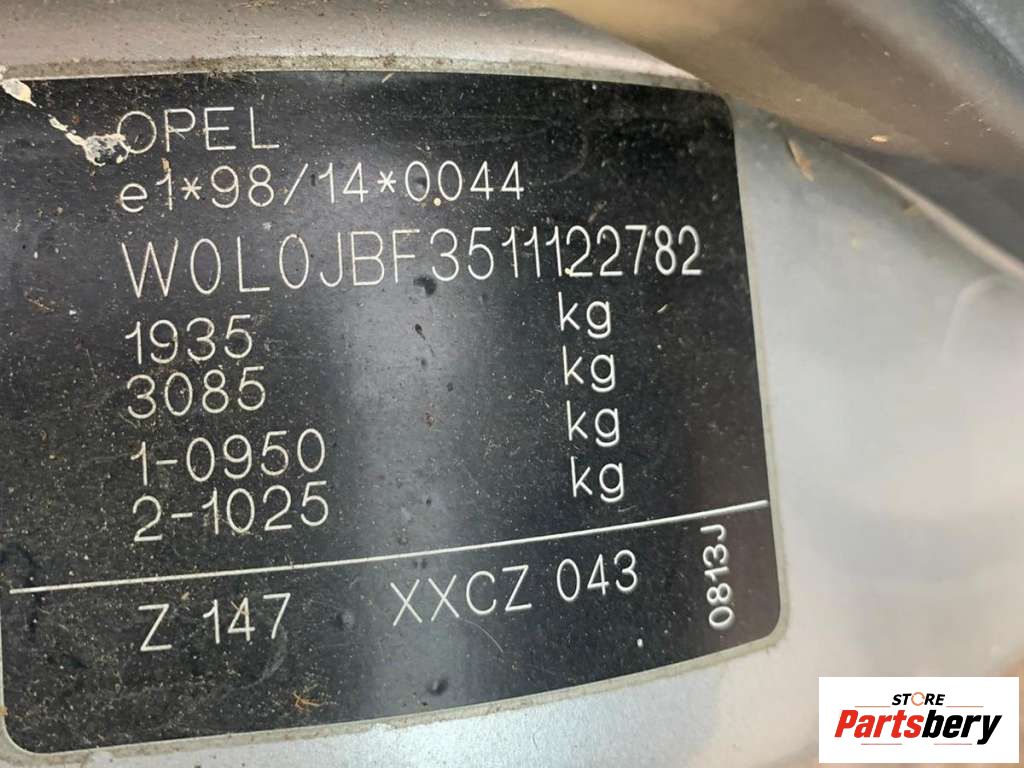 OPEL
e1*98/14*0044
W0L0JBF3511122782
1935 kg
3085 kg
1-0950 kg
2-1025 kg
Z 147 XXCZ 043
0813J
STORE
Partsbery